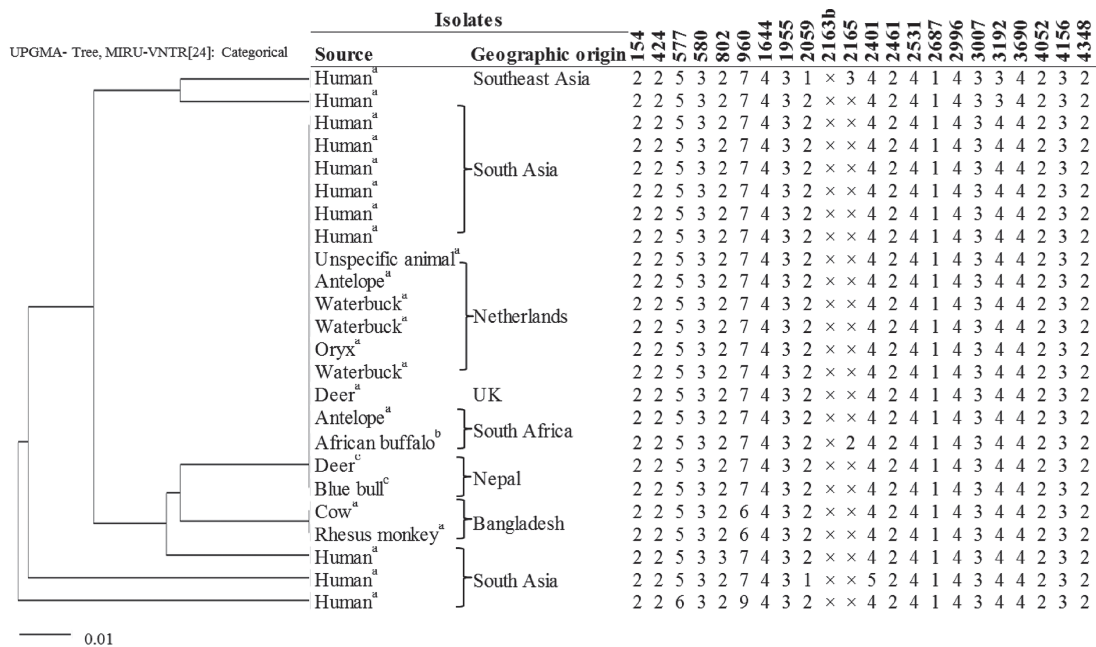 Isolates
UPGMA- Tree, MIRU-VNTR[24]: Categorical
Source Geographic origin 154 424 577 580 802 960 1644 1955 2059 2163b 2165 2401 2461 2531 2687 2996 3007 3192 3690 4052 4156 4348
Human^a Southeast Asia 2 2 5 3 2 7 4 3 1 × 3 4 2 4 1 4 3 3 4 2 3 2
Human^a 2 2 5 3 2 7 4 3 2 × × 4 2 4 1 4 3 3 4 2 3 2
Human^a 2 2 5 3 2 7 4 3 2 × × 4 2 4 1 4 3 4 4 2 3 2
Human^a 2 2 5 3 2 7 4 3 2 × × 4 2 4 1 4 3 4 4 2 3 2
Human^a South Asia 2 2 5 3 2 7 4 3 2 × × 4 2 4 1 4 3 4 4 2 3 2
Human^a 2 2 5 3 2 7 4 3 2 × × 4 2 4 1 4 3 4 4 2 3 2
Human^a 2 2 5 3 2 7 4 3 2 × × 4 2 4 1 4 3 4 4 2 3 2
Human^a 2 2 5 3 2 7 4 3 2 × × 4 2 4 1 4 3 4 4 2 3 2
Unspecific animal^a 2 2 5 3 2 7 4 3 2 × × 4 2 4 1 4 3 4 4 2 3 2
Antelope^a 2 2 5 3 2 7 4 3 2 × × 4 2 4 1 4 3 4 4 2 3 2
Waterbuck^a 2 2 5 3 2 7 4 3 2 × × 4 2 4 1 4 3 4 4 2 3 2
Waterbuck^a Netherlands 2 2 5 3 2 7 4 3 2 × × 4 2 4 1 4 3 4 4 2 3 2
Oryx^a 2 2 5 3 2 7 4 3 2 × × 4 2 4 1 4 3 4 4 2 3 2
Waterbuck^a 2 2 5 3 2 7 4 3 2 × × 4 2 4 1 4 3 4 4 2 3 2
Deer^a UK 2 2 5 3 2 7 4 3 2 × × 4 2 4 1 4 3 4 4 2 3 2
Antelope^a South Africa 2 2 5 3 2 7 4 3 2 × × 4 2 4 1 4 3 4 4 2 3 2
African buffalo^b 2 2 5 3 2 7 4 3 2 × 2 4 2 4 1 4 3 4 4 2 3 2
Deer^c Nepal 2 2 5 3 2 7 4 3 2 × × 4 2 4 1 4 3 4 4 2 3 2
Blue bull^c 2 2 5 3 2 7 4 3 2 × × 4 2 4 1 4 3 4 4 2 3 2
Cow^a Bangladesh 2 2 5 3 2 6 4 3 2 × × 4 2 4 1 4 3 4 4 2 3 2
Rhesus monkey^a 2 2 5 3 2 6 4 3 2 × × 4 2 4 1 4 3 4 4 2 3 2
Human^a 2 2 5 3 3 7 4 3 2 × × 4 2 4 1 4 3 4 4 2 3 2
Human^a South Asia 2 2 5 3 2 7 4 3 1 × × 5 2 4 1 4 3 4 4 2 3 2
Human^a 2 2 6 3 2 9 4 3 2 × × 4 2 4 1 4 3 4 4 2 3 2
0.01